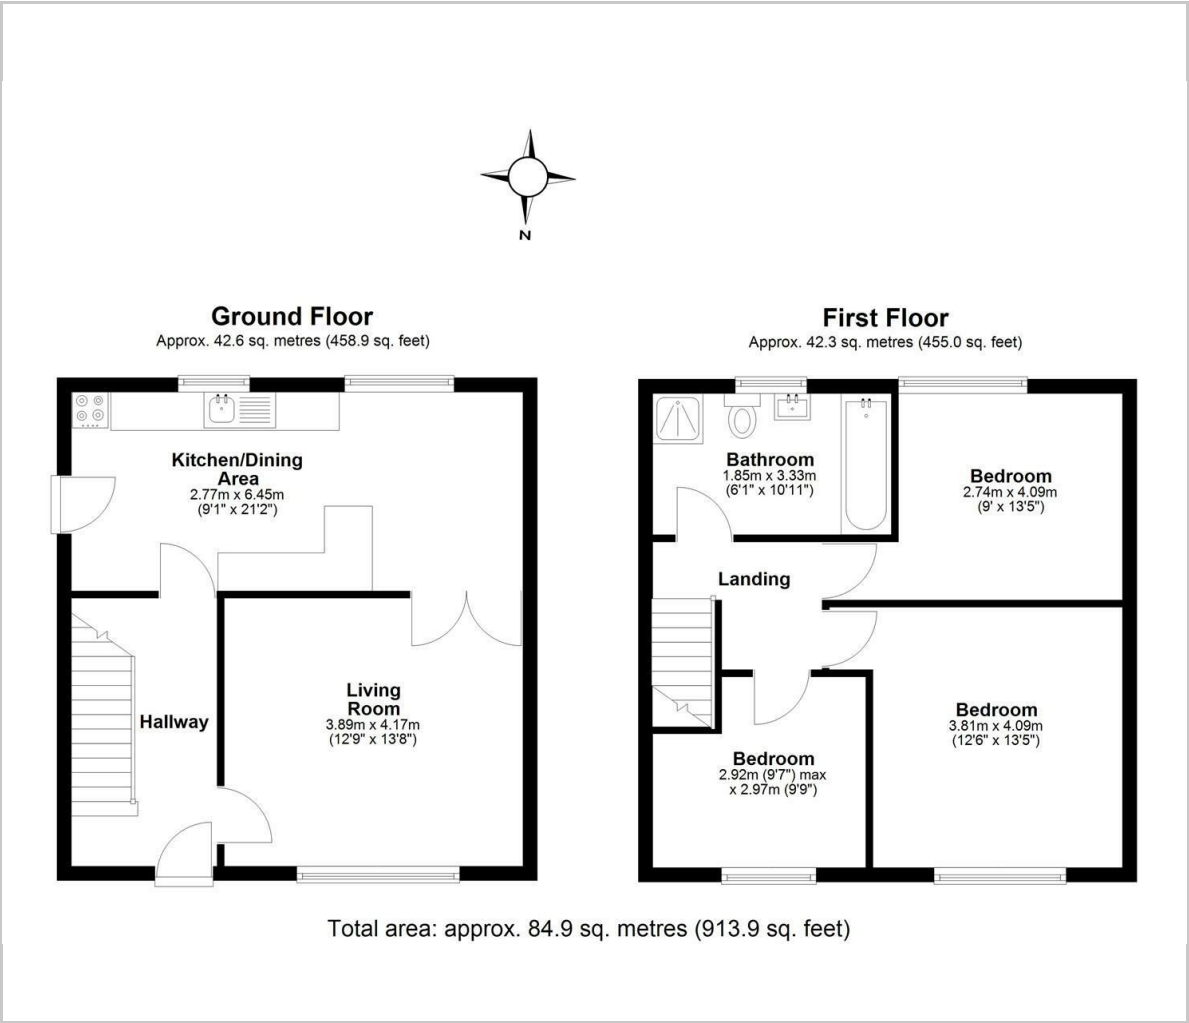 N
Ground Floor
Approx. 42.6 sq. metres (458.9 sq. feet)
Kitchen/Dining
Area
2.77m x 6.45m
(9'1" x 21'2")
Living
Room
3.89m x 4.17m
(12'9" x 13'8")
Hallway
First Floor
Approx. 42.3 sq. metres (455.0 sq. feet)
Bathroom
1.85m x 3.33m
(6'1" x 10'11")
Bedroom
2.74m x 4.09m
(9' x 13'5")
Landing
Bedroom
3.81m x 4.09m
(12'6" x 13'5")
Bedroom
2.92m (9'7") max
x 2.97m (9'9")
Total area: approx. 84.9 sq. metres (913.9 sq. feet)